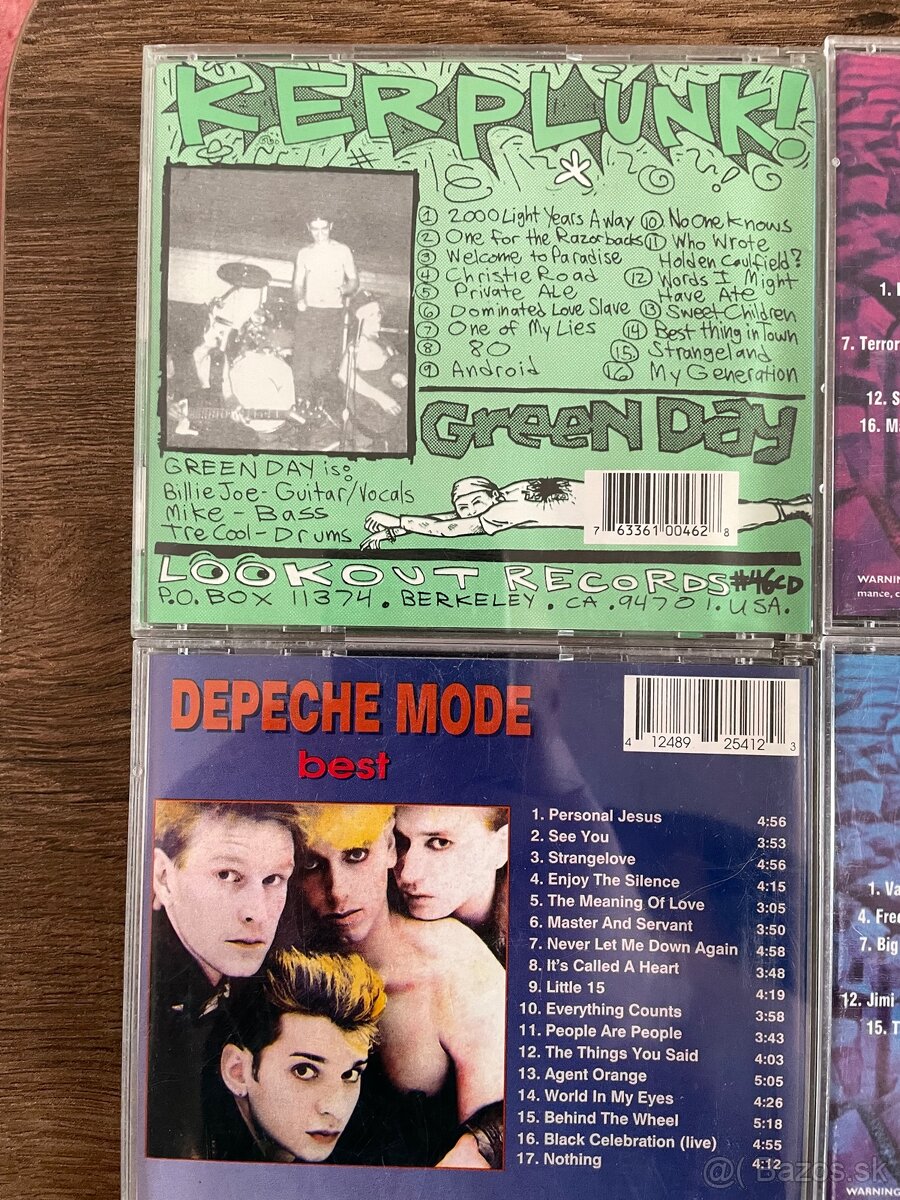 KERPLUNK!
① 2000 Light Years Away
② One for the Razorbacks
③ Welcome to Paradise
④ Christie Road
⑤ Private Ale
⑥ Dominated Love Slave
⑦ One of My Lies
⑧ 80
⑨ Android
⑩ No One Knows
⑪ Who Wrote
Holden Caulfield?
⑫ Words I Might
Have Ate
⑬ Sweet Children
⑭ Best thing in Town
⑮ Strangeland
⑯ My Generation
GREEN DAY
GREEN DAY is:
Billie Joe - Guitar/Vocals
Mike - Bass
Tre Cool - Drums
7 63361 00462 8
LOOKOUT RECORDS #46CD
P.O. BOX 11374. BERKELEY. CA. 94701. USA.
DEPECHE MODE
best
4 12489 25412 3
1. Personal Jesus 4:56
2. See You 3:53
3. Strangelove 4:56
4. Enjoy The Silence 4:15
5. The Meaning Of Love 3:05
6. Master And Servant 3:50
7. Never Let Me Down Again 4:58
8. It's Called A Heart 3:48
9. Little 15 4:19
10. Everything Counts 3:58
11. People Are People 3:43
12. The Things You Said 4:03
13. Agent Orange 5:05
14. World In My Eyes 4:26
15. Behind The Wheel 5:18
16. Black Celebration (live) 4:55
17. Nothing 4:12
1.
7. Terror
12. S
16. Ma
WARNIN
mance, c
1. Va
4. Free
7. Big
12. Jimi
15. T
WARNING
@( Bazos.sk